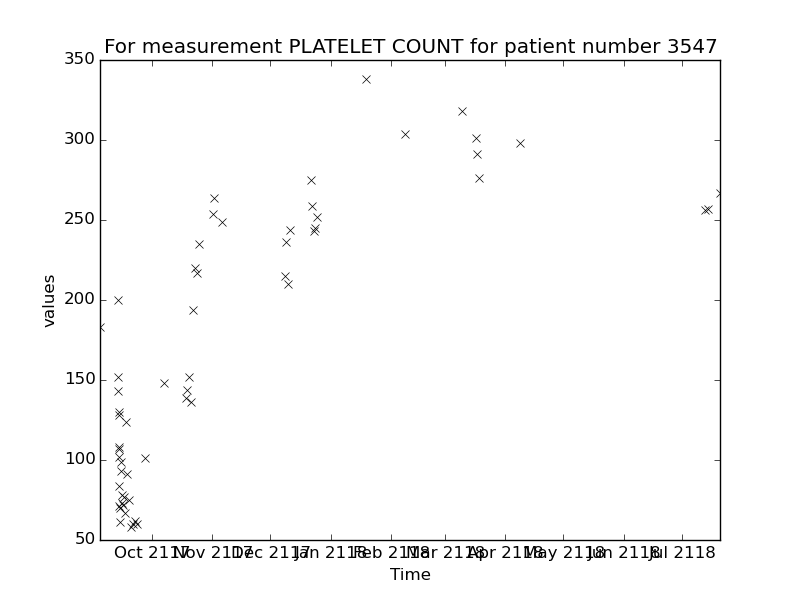 For measurement PLATELET COUNT for patient number 3547
350
300
250
200
150
100
50
values
Oct 2117 Nov 2117 Dec 2117 Jan 2118 Feb 2118 Mar 2118 Apr 2118 May 2118 Jun 2118 Jul 2118
Time